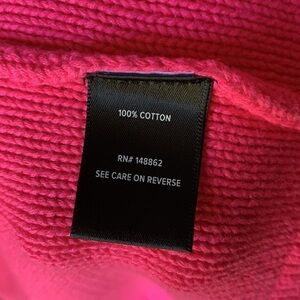 100% COTTON
RN# 148862
SEE CARE ON REVERSE